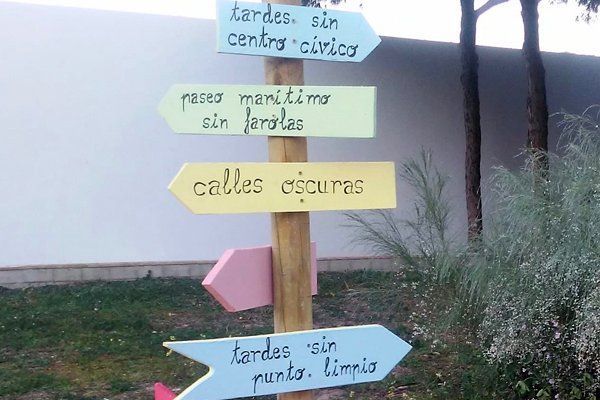 tardes sin
centro cívico
paseo marítimo
sin farolas
calles oscuras
tardes sin
punto limpio